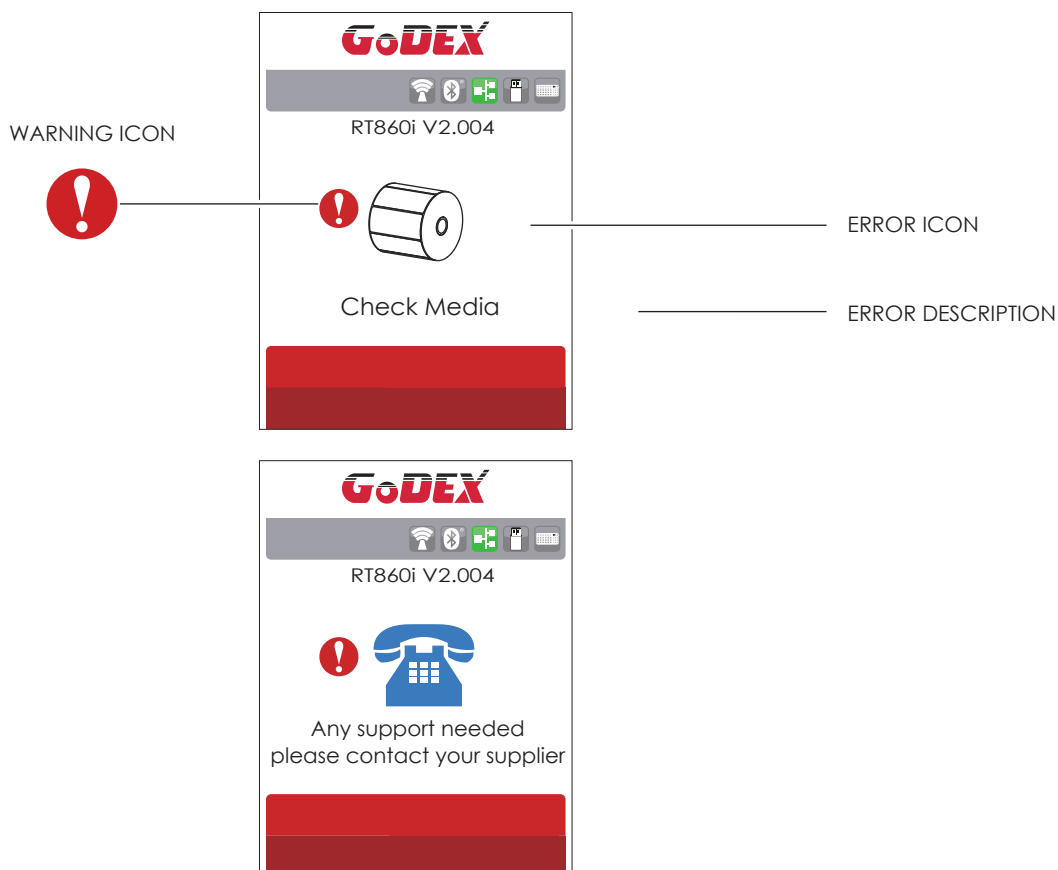 GoDEX
RT860i V2.004
WARNING ICON
ERROR ICON
Check Media
ERROR DESCRIPTION
GoDEX
RT860i V2.004
Any support needed
please contact your supplier